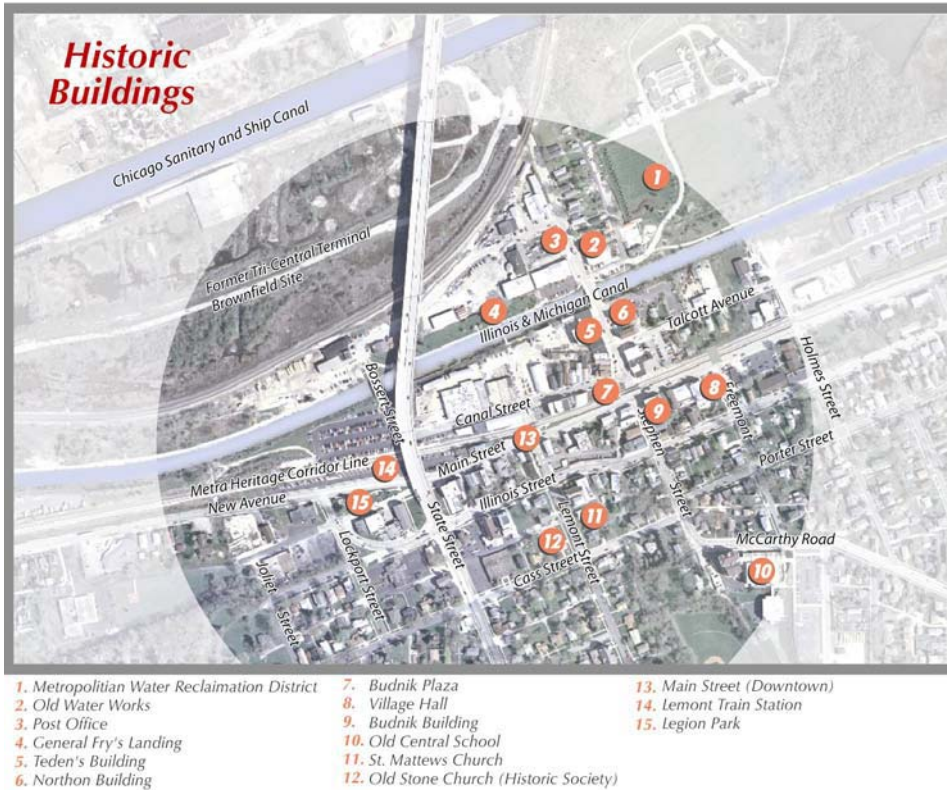 Historic
Buildings
Chicago Sanitary and Ship Canal
1
3
2
Former Tri-Central Terminal
Brownfield Site
4
Illinois & Michigan Canal
6
5
Talcott Avenue
Holmes Street
Bossert Street
7
8
Freemont
Canal Street
9
Stephen Street
13
Main Street
Porter Street
Metra Heritage Corridor Line
14
New Avenue
15
Illinois Street
State Street
Lemont Street
11
12
McCarthy Road
Cass Street
10
Joliet Street
Lockport Street
1. Metropolitian Water Reclamation District
2. Old Water Works
3. Post Office
4. General Fry's Landing
5. Teden's Building
6. Northon Building
7. Budnik Plaza
8. Village Hall
9. Budnik Building
10. Old Central School
11. St. Mattews Church
12. Old Stone Church (Historic Society)
13. Main Street (Downtown)
14. Lemont Train Station
15. Legion Park